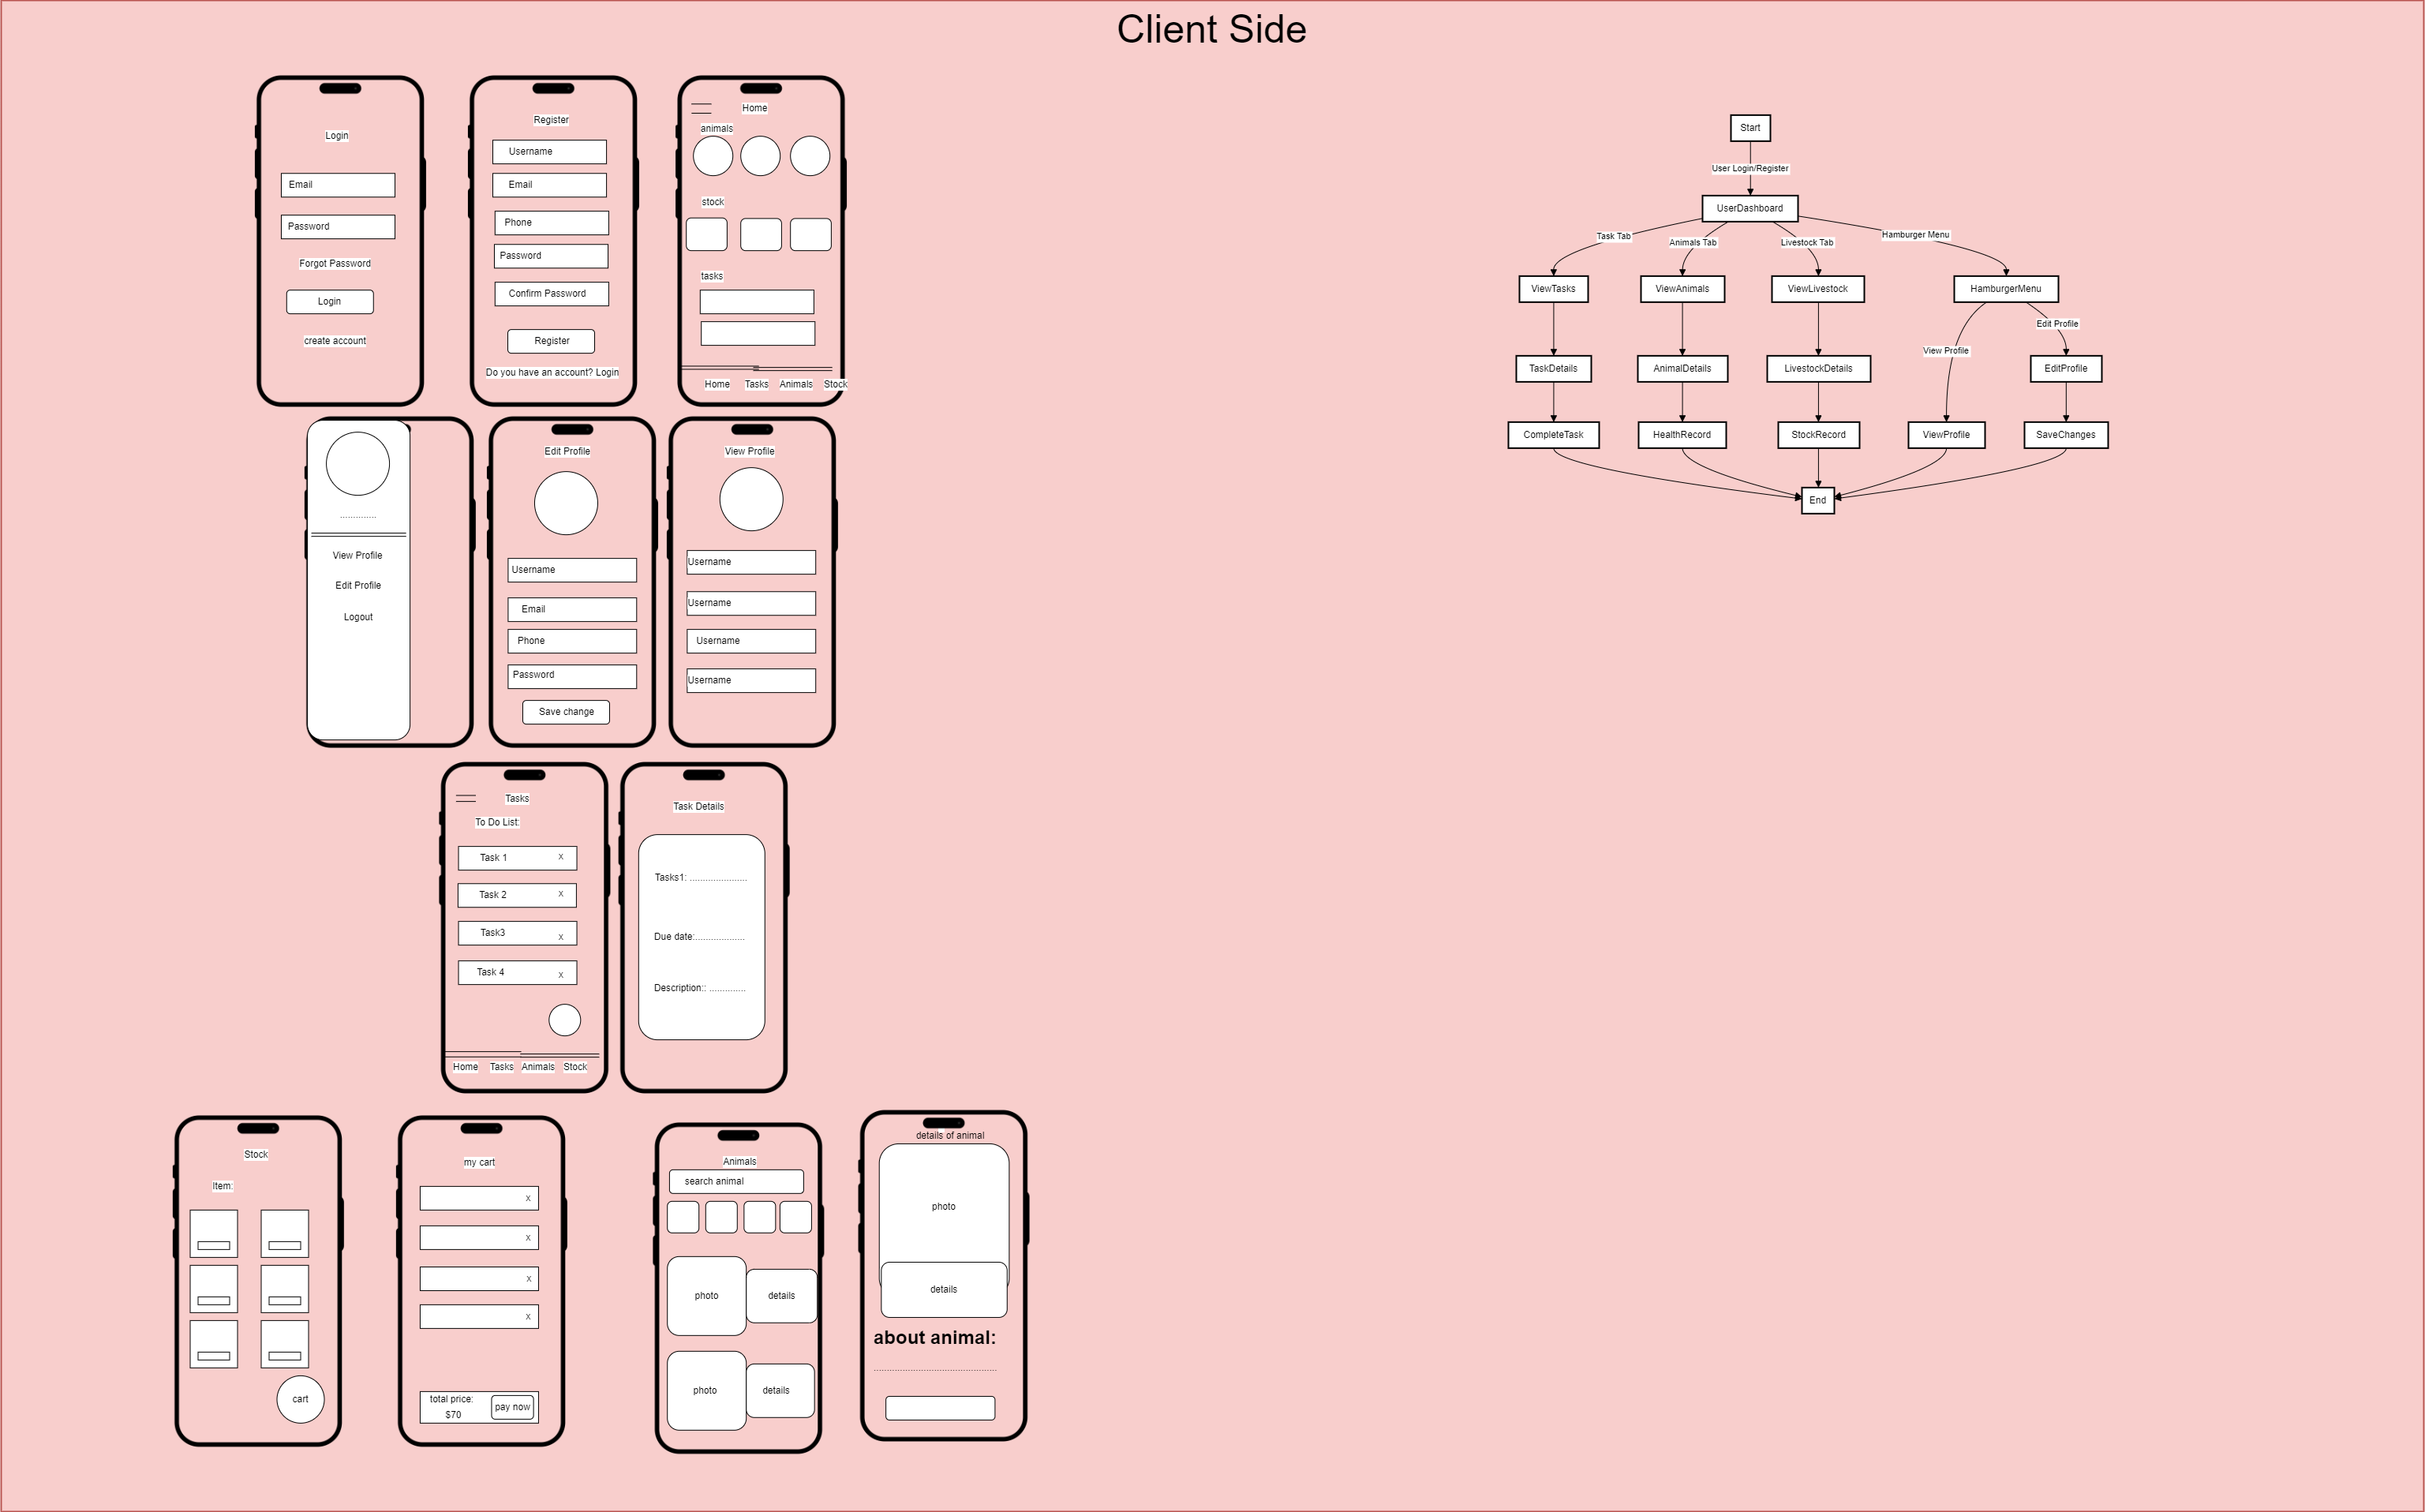 Client Side
Login
Email
Password
Forgot Password
Login
create account
Register
Username
Email
Phone
Password
Confirm Password
Register
Do you have an account? Login
Home
animals
stock
tasks
Home Tasks Animals Stock
..............
View Profile
Edit Profile
Logout
Edit Profile
Username
Email
Phone
Password
Save change
View Profile
Username
Username
Username
Username
Tasks
To Do List:
Task 1 x
Task 2 x
Task3 x
Task 4 x
Home Tasks Animals Stock
Task Details
Tasks1: ......................
Due date:...................
Description:: ..............
Stock
Item:
cart
my cart
x
x
x
x
total price:
$70
pay now
Animals
search animal
photo
details
photo
details
details of animal
photo
details
about animal:
...............................................
Start
User Login/Register
UserDashboard
Task Tab
Animals Tab
Livestock Tab
Hamburger Menu
ViewTasks
ViewAnimals
ViewLivestock
HamburgerMenu
View Profile
Edit Profile
TaskDetails
AnimalDetails
LivestockDetails
EditProfile
CompleteTask
HealthRecord
StockRecord
ViewProfile
SaveChanges
End